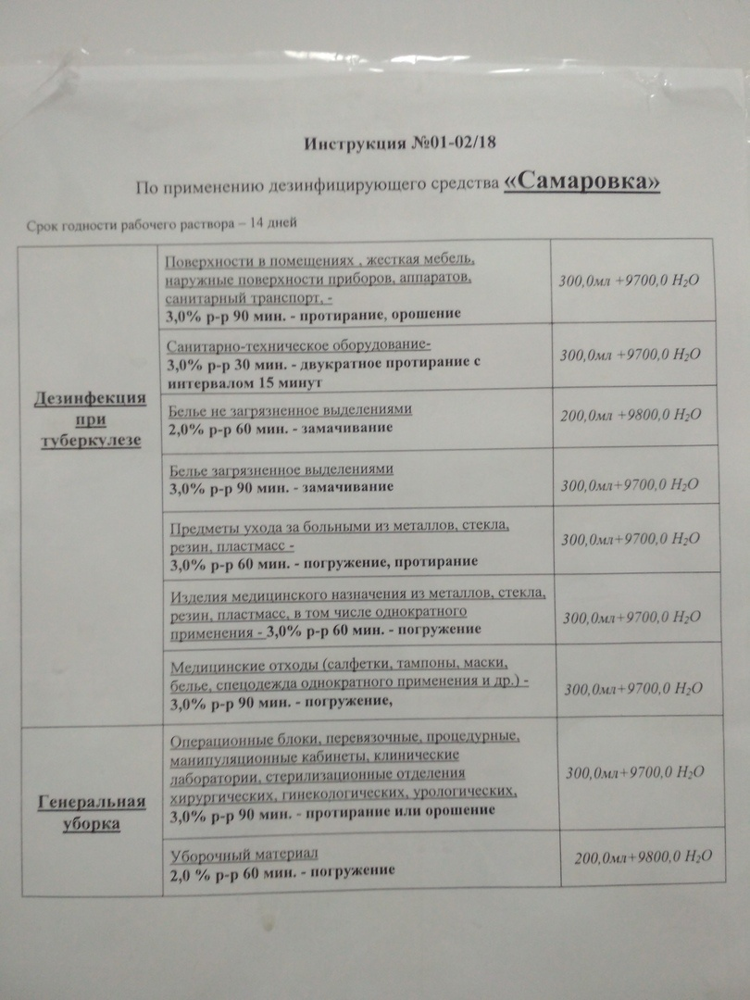 Инструкция №01-02/18
По применению дезинфицирующего средства «Самаровка»
Срок годности рабочего раствора – 14 дней
Дезинфекция
при
туберкулезе
Поверхности в помещениях , жесткая мебель,
наружные поверхности приборов, аппаратов,
санитарный транспорт, -
3,0% р-р 90 мин. - протирание, орошение
300,0мл +9700,0 H₂O
Санитарно-техническое оборудование-
3,0% р-р 30 мин. - двукратное протирание с
интервалом 15 минут
300,0мл +9700,0 H₂O
Белье не загрязненное выделениями
2,0% р-р 60 мин. - замачивание
200,0мл +9800,0 H₂O
Белье загрязненное выделениями
3,0% р-р 90 мин. - замачивание
300,0мл+9700,0 H₂O
Предметы ухода за больными из металлов, стекла,
резин, пластмасс -
3,0% р-р 60 мин. - погружение, протирание
300,0мл+9700,0 H₂O
Изделия медицинского назначения из металлов, стекла,
резин, пластмасс, в том числе однократного
применения - 3,0% р-р 60 мин. - погружение
300,0мл+9700,0 H₂O
Медицинские отходы (салфетки, тампоны, маски,
белье, спецодежда однократного применения и др.) -
3,0% р-р 90 мин. - погружение,
300,0мл+9700,0 H₂O
Генеральная
уборка
Операционные блоки, перевязочные, процедурные,
манипуляционные кабинеты, клинические
лаборатории, стерилизационные отделения
хирургических, гинекологических, урологических,
3,0% р-р 90 мин. - протирание или орошение
300,0мл+9700,0 H₂O
Уборочный материал
2,0 % р-р 60 мин. - погружение
200,0мл+9800,0 H₂O